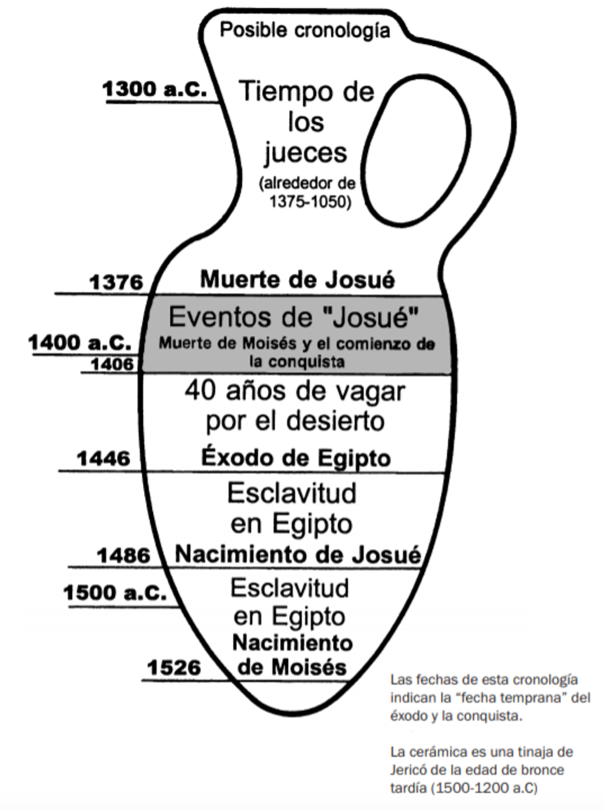 Posible cronología
1300 a.C.
Tiempo de
los
jueces
(alrededor de
1375-1050)
1376
Muerte de Josué
Eventos de "Josué"
1400 a.C.
Muerte de Moisés y el comienzo de
la conquista
1406
40 años de vagar
por el desierto
1446
Éxodo de Egipto
Esclavitud
en Egipto
1486
Nacimiento de Josué
1500 a.C.
Esclavitud
en Egipto
Nacimiento
1526
de Moisés
Las fechas de esta cronología
indican la “fecha temprana” del
éxodo y la conquista.
La cerámica es una tinaja de
Jericó de la edad de bronce
tardía (1500-1200 a.C)